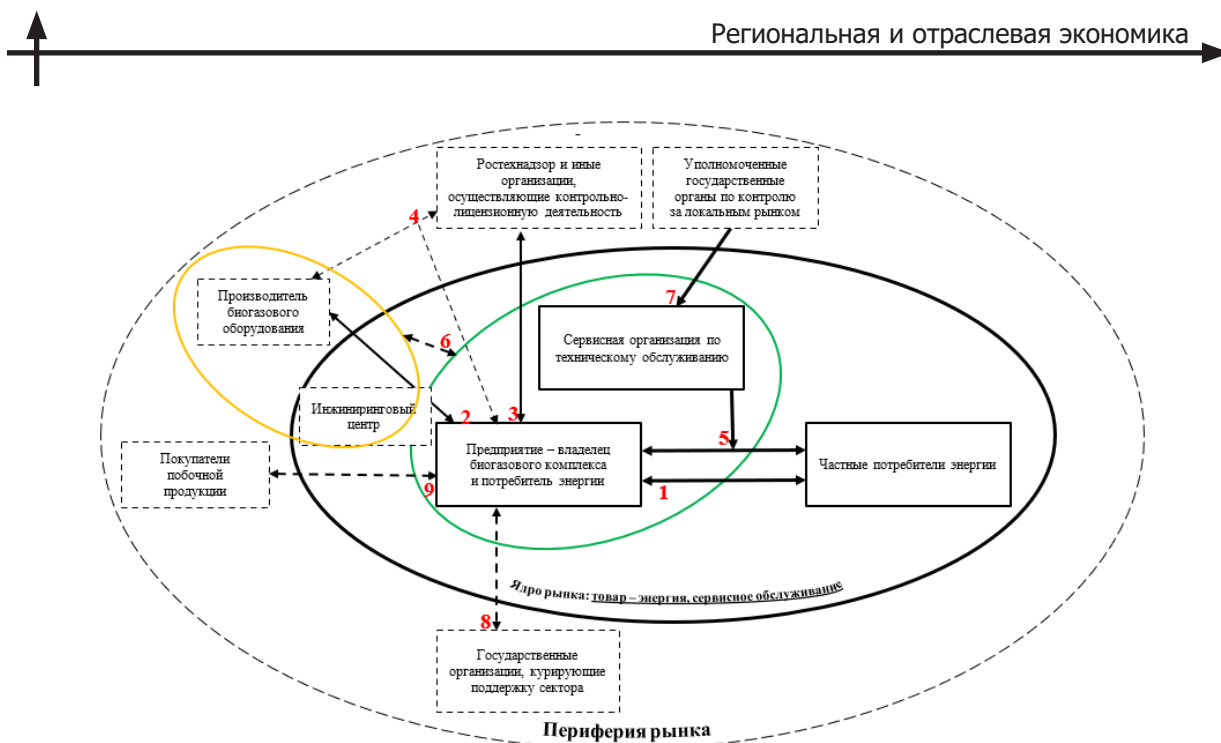 Региональная и отраслевая экономика
Ростехнадзор и иные
организации,
осуществляющие контрольно-
лицензионную деятельность
Уполномоченные
государственные
органы по контролю
за локальным рынком
4
Производитель
биогазового
оборудования
7
6
Сервисная организация по
техническому обслуживанию
Инжиниринговый
центр
2
3
5
Предприятие – владелец
биогазового комплекса
и потребитель энергии
Частные потребители энергии
Покупатели
побочной
продукции
9
1
Ядро рынка: товар – энергия, сервисное обслуживание
8
Государственные
организации, курирующие
поддержку сектора
Периферия рынка